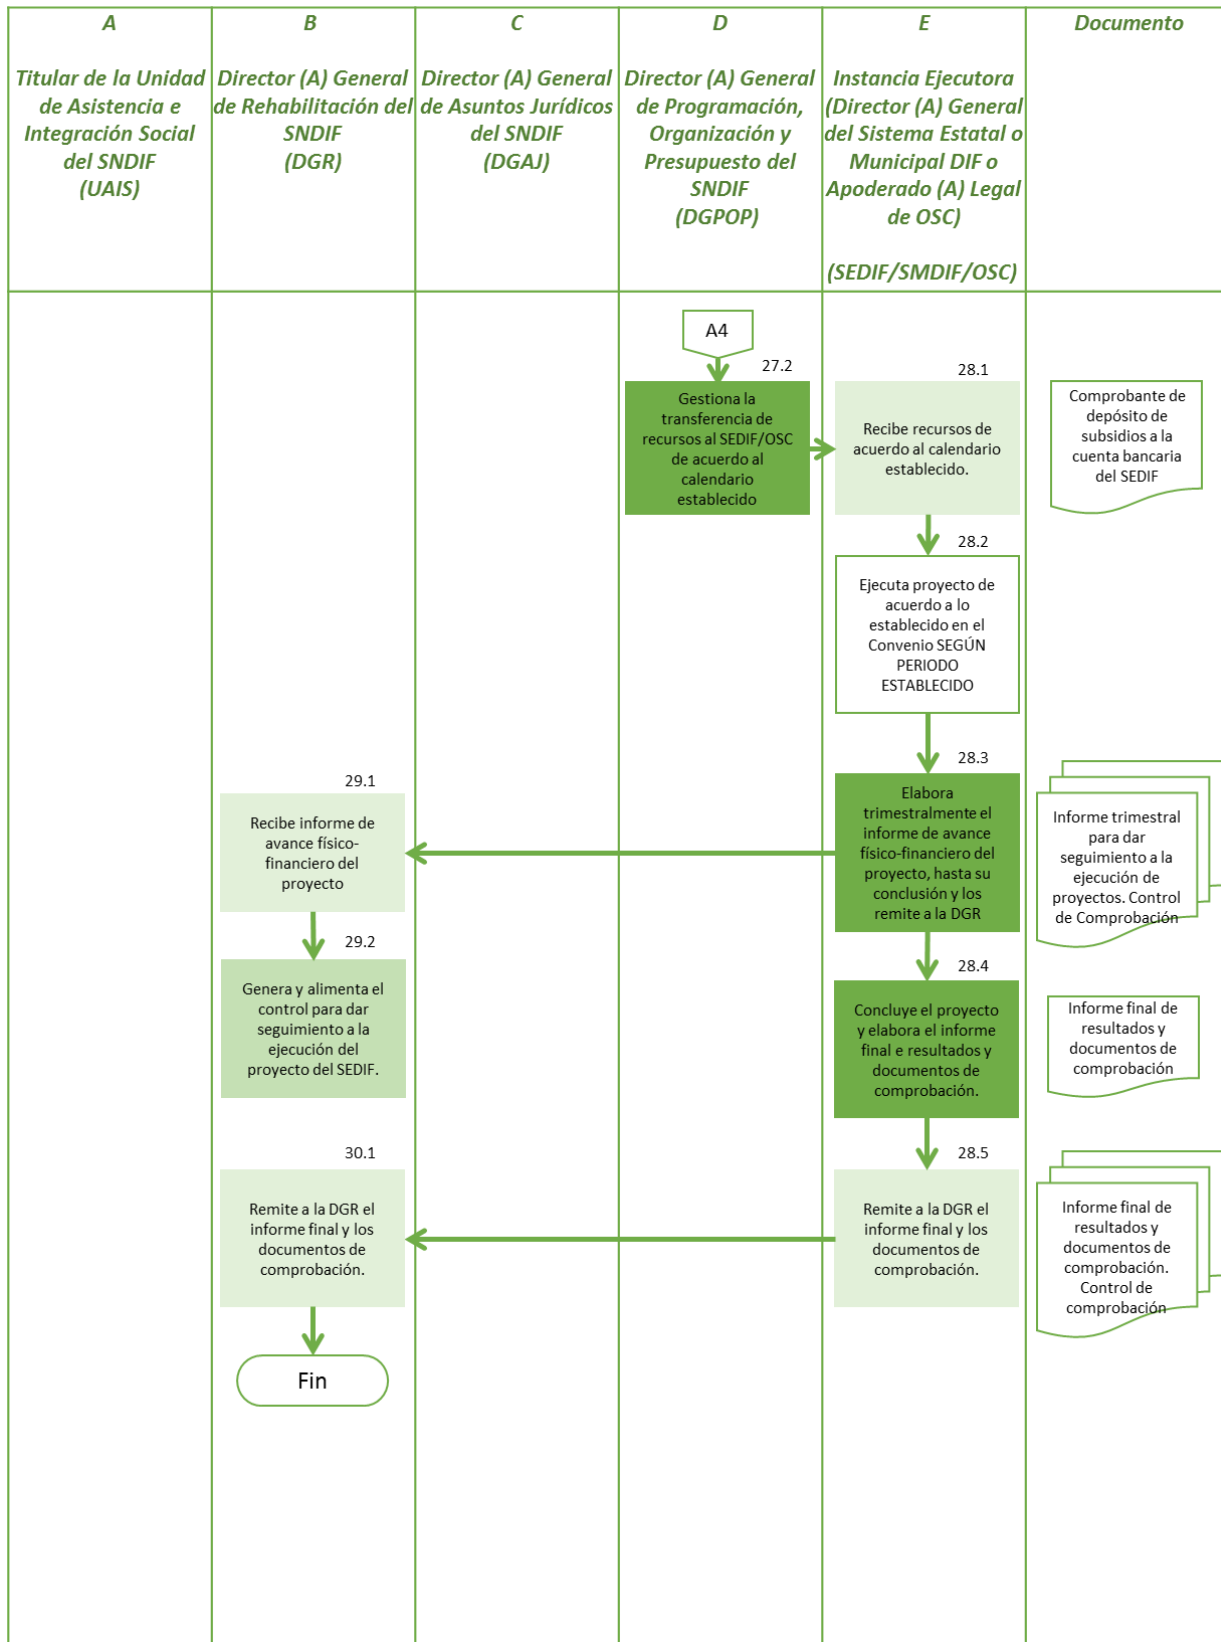 A
Titular de la Unidad
de Asistencia e
Integración Social
del SNDIF
(UAIS)
B
Director (A) General
de Rehabilitación del
SNDIF
(DGR)
C
Director (A) General
de Asuntos Jurídicos
del SNDIF
(DGAJ)
D
Director (A) General
de Programación,
Organización y
Presupuesto del
SNDIF
(DGPOP)
E
Instancia Ejecutora
(Director (A) General
del Sistema Estatal o
Municipal DIF o
Apoderado (A) Legal
de OSC)
(SEDIF/SMDIF/OSC)
Documento
A4
27.2
Gestiona la
transferencia de
recursos al SEDIF/OSC
de acuerdo al
calendario
establecido
28.1
Recibe recursos de
acuerdo al calendario
establecido.
Comprobante de
depósito de
subsidios a la
cuenta bancaria
del SEDIF
28.2
Ejecuta proyecto de
acuerdo a lo
establecido en el
Convenio SEGÚN
PERIODO
ESTABLECIDO
28.3
Elabora
trimestralmente el
informe de avance
físico-financiero del
proyecto, hasta su
conclusión y los
remite a la DGR
Informe trimestral
para dar
seguimiento a la
ejecución de
proyectos. Control
de Comprobación
29.1
Recibe informe de
avance físico-
financiero del
proyecto
29.2
Genera y alimenta el
control para dar
seguimiento a la
ejecución del
proyecto del SEDIF.
28.4
Concluye el proyecto
y elabora el informe
final e resultados y
documentos de
comprobación.
Informe final de
resultados y
documentos de
comprobación
28.5
Remite a la DGR el
informe final y los
documentos de
comprobación.
Informe final de
resultados y
documentos de
comprobación.
Control de
comprobación
30.1
Remite a la DGR el
informe final y los
documentos de
comprobación.
Fin